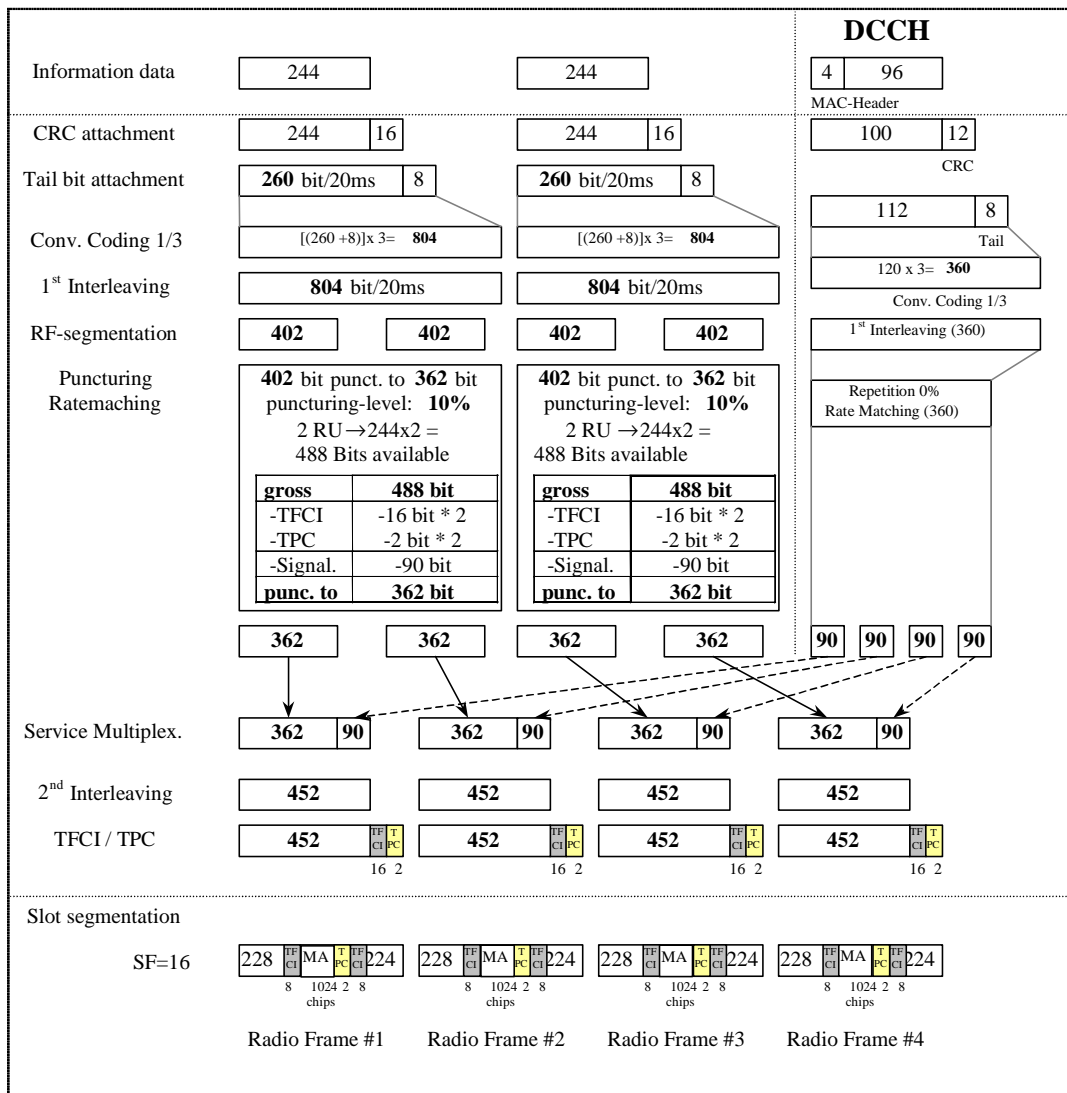 DCCH
Information data 244 244 4 96
MAC-Header
CRC attachment 244 16 244 16 100 12
CRC
Tail bit attachment 260 bit/20ms 8 260 bit/20ms 8
112 8
Tail
Conv. Coding 1/3 [(260 +8)]x 3= 804 [(260 +8)]x 3= 804
120 x 3= 360
Conv. Coding 1/3
1st Interleaving 804 bit/20ms 804 bit/20ms
RF-segmentation 402 402 402 402 1st Interleaving (360)
Puncturing
Ratemaching
402 bit punct. to 362 bit
puncturing-level: 10%
2 RU →244x2 =
488 Bits available
gross 488 bit
-TFCI -16 bit * 2
-TPC -2 bit * 2
-Signal. -90 bit
punc. to 362 bit
402 bit punct. to 362 bit
puncturing-level: 10%
2 RU →244x2 =
488 Bits available
gross 488 bit
-TFCI -16 bit * 2
-TPC -2 bit * 2
-Signal. -90 bit
punc. to 362 bit
Repetition 0%
Rate Matching (360)
362 362 362 362 90 90 90 90
Service Multiplex. 362 90 362 90 362 90 362 90
2nd Interleaving 452 452 452 452
TFCI / TPC 452 TF CI T PC 452 TF CI T PC 452 TF CI T PC 452 TF CI T PC
16 2 16 2 16 2 16 2
Slot segmentation
SF=16 228 TF CI MA T PC TF CI 224 228 TF CI MA T PC TF CI 224 228 TF CI MA T PC TF CI 224 228 TF CI MA T PC TF CI 224
8 1024 2 8 8 1024 2 8 8 1024 2 8 8 1024 2 8
chips chips chips chips
Radio Frame #1 Radio Frame #2 Radio Frame #3 Radio Frame #4